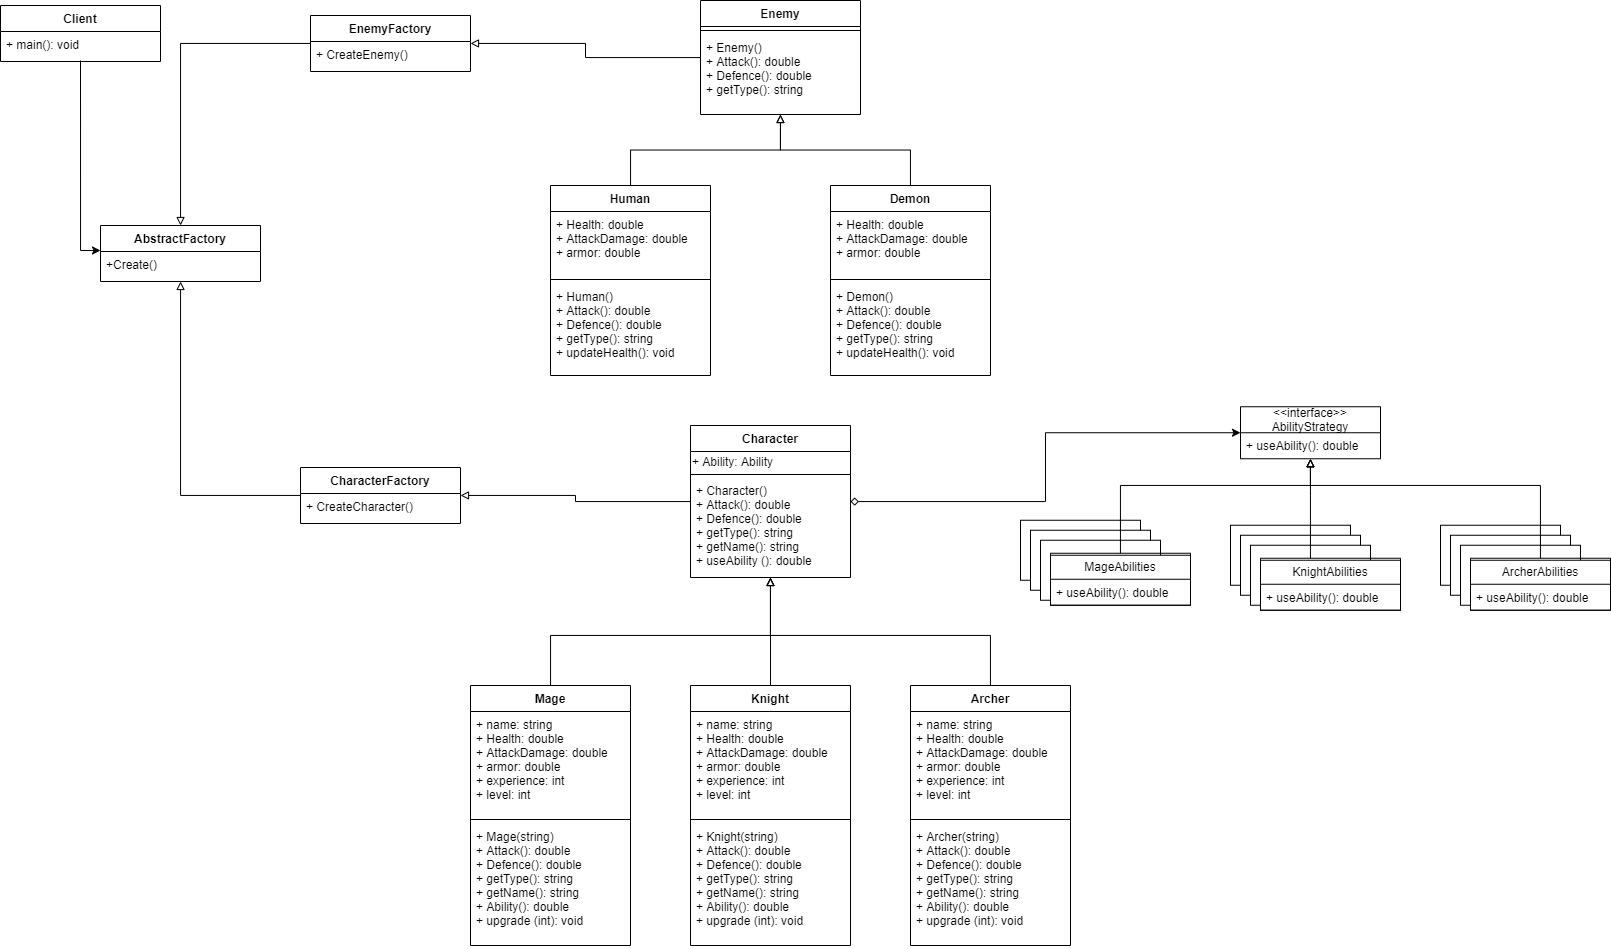 Client
+ main(): void
EnemyFactory
+ CreateEnemy()
Enemy
+ Enemy()
+ Attack(): double
+ Defence(): double
+ getType(): string
Human
+ Health: double
+ AttackDamage: double
+ armor: double
+ Human()
+ Attack(): double
+ Defence(): double
+ getType(): string
+ updateHealth(): void
Demon
+ Health: double
+ AttackDamage: double
+ armor: double
+ Demon()
+ Attack(): double
+ Defence(): double
+ getType(): string
+ updateHealth(): void
AbstractFactory
+Create()
CharacterFactory
+ CreateCharacter()
Character
+ Ability: Ability
+ Character()
+ Attack(): double
+ Defence(): double
+ getType(): string
+ getName(): string
+ useAbility (): double
<<interface>>
AbilityStrategy
+ useAbility(): double
MageAbilities
+ useAbility(): double
KnightAbilities
+ useAbility(): double
ArcherAbilities
+ useAbility(): double
Mage
+ name: string
+ Health: double
+ AttackDamage: double
+ armor: double
+ experience: int
+ level: int
+ Mage(string)
+ Attack(): double
+ Defence(): double
+ getType(): string
+ getName(): string
+ Ability(): double
+ upgrade (int): void
Knight
+ name: string
+ Health: double
+ AttackDamage: double
+ armor: double
+ experience: int
+ level: int
+ Knight(string)
+ Attack(): double
+ Defence(): double
+ getType(): string
+ getName(): string
+ Ability(): double
+ upgrade (int): void
Archer
+ name: string
+ Health: double
+ AttackDamage: double
+ armor: double
+ experience: int
+ level: int
+ Archer(string)
+ Attack(): double
+ Defence(): double
+ getType(): string
+ getName(): string
+ Ability(): double
+ upgrade (int): void